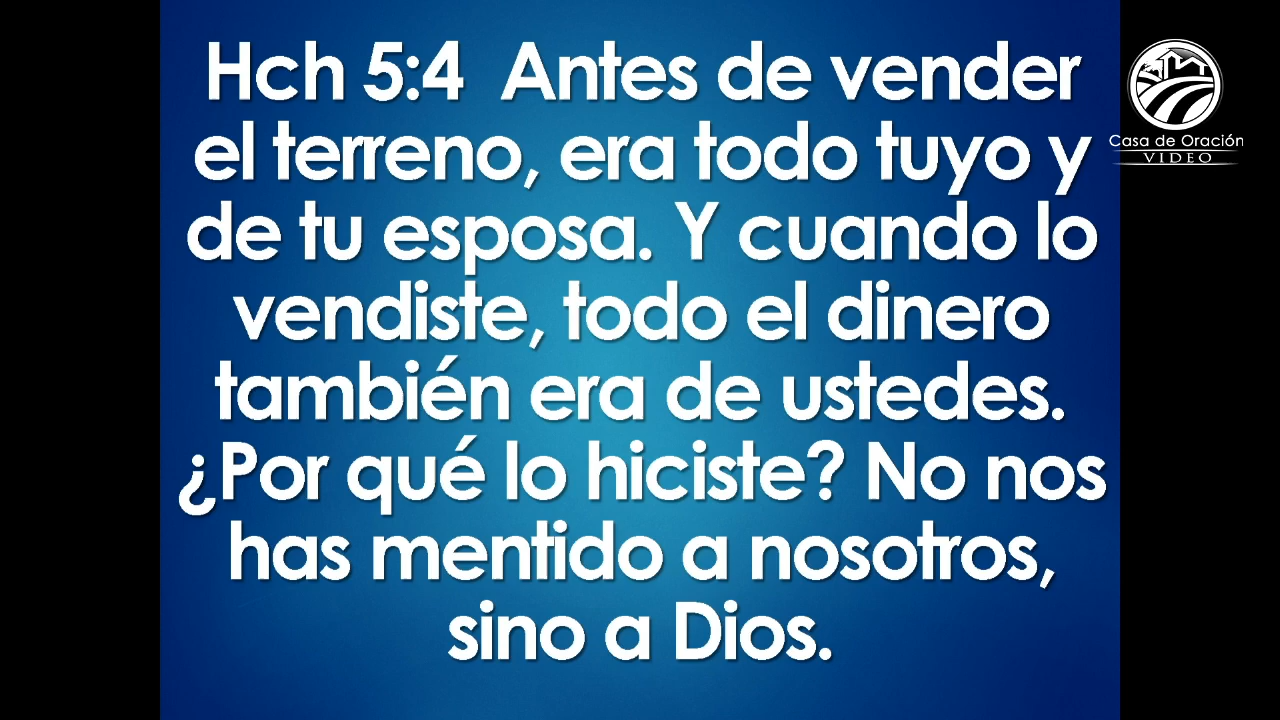 Hch 5:4  Antes de vender
el terreno, era todo tuyo y
de tu esposa. Y cuando lo
vendiste, todo el dinero
también era de ustedes.
¿Por qué lo hiciste? No nos
has mentido a nosotros,
sino a Dios.
Casa de Oración
VIDEO